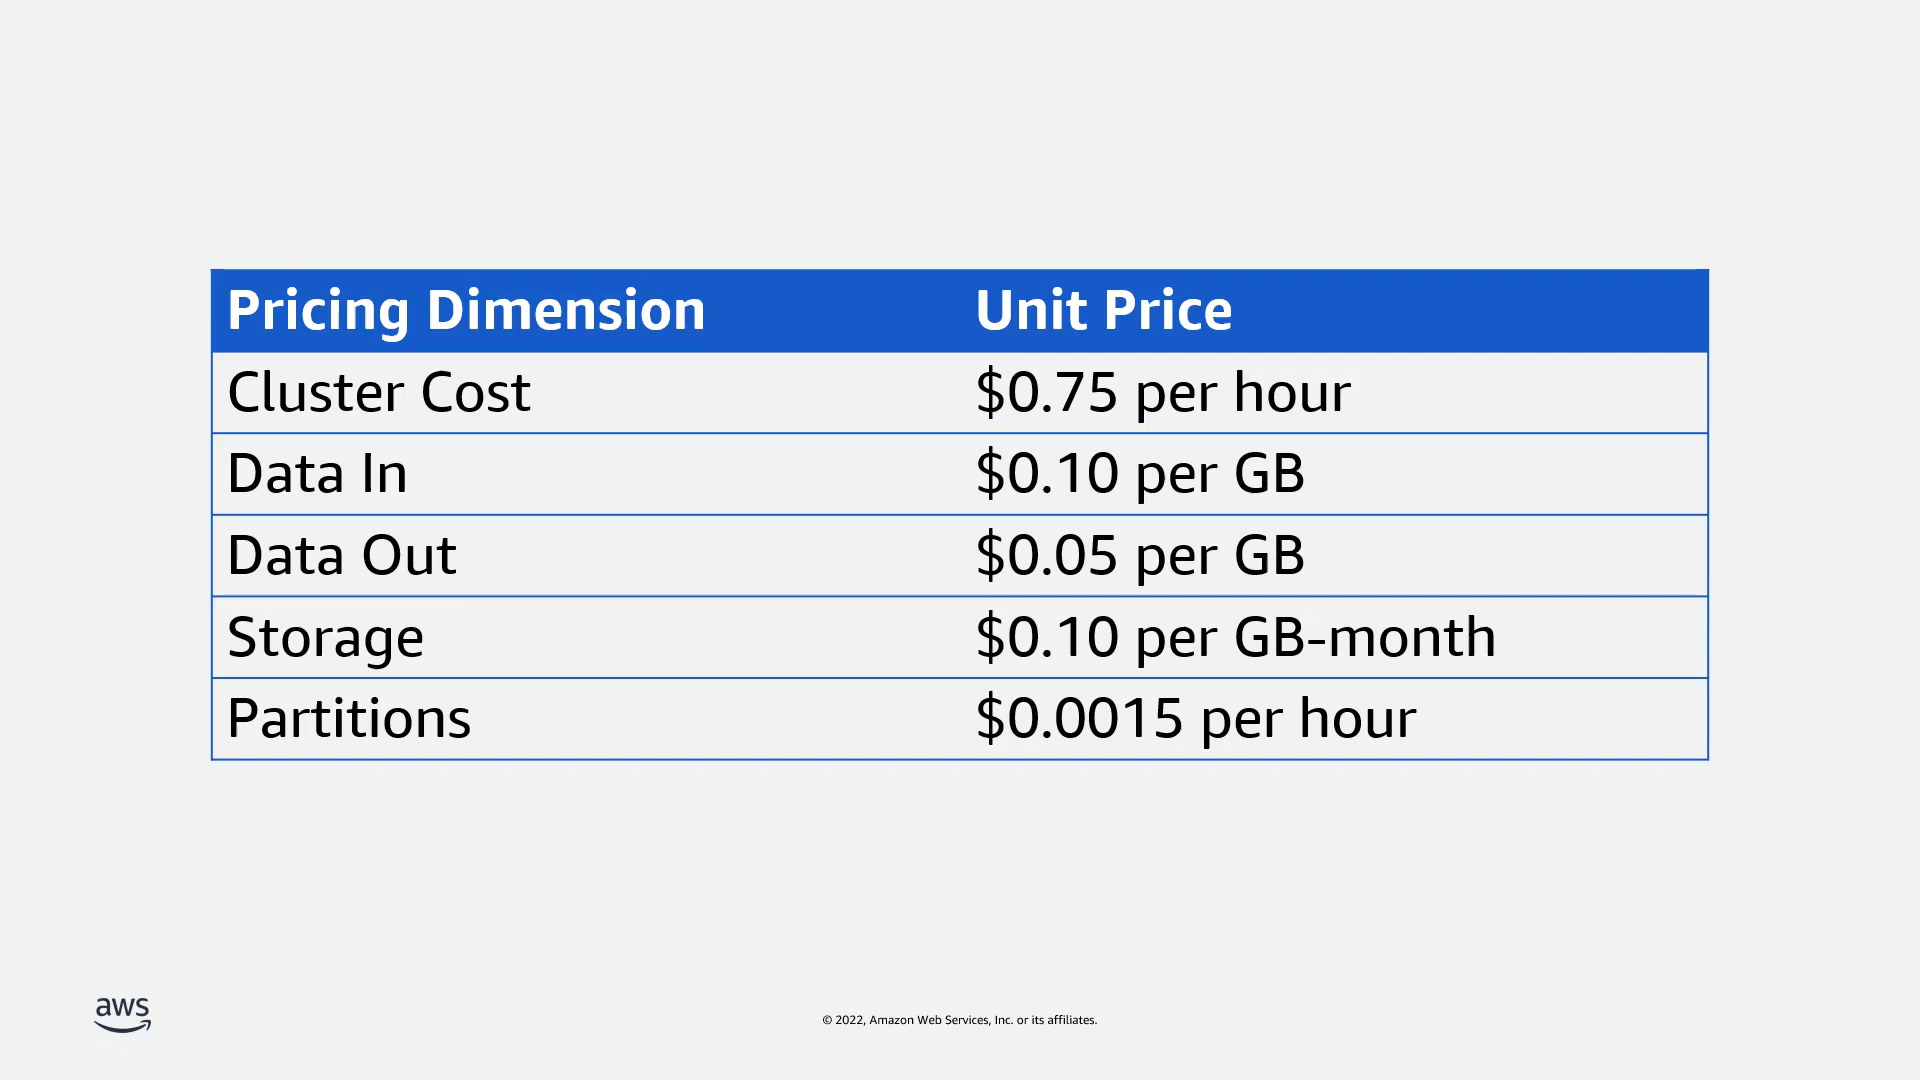 Pricing Dimension Unit Price
Cluster Cost $0.75 per hour
Data In $0.10 per GB
Data Out $0.05 per GB
Storage $0.10 per GB-month
Partitions $0.0015 per hour
aws
© 2022, Amazon Web Services, Inc. or its affiliates.